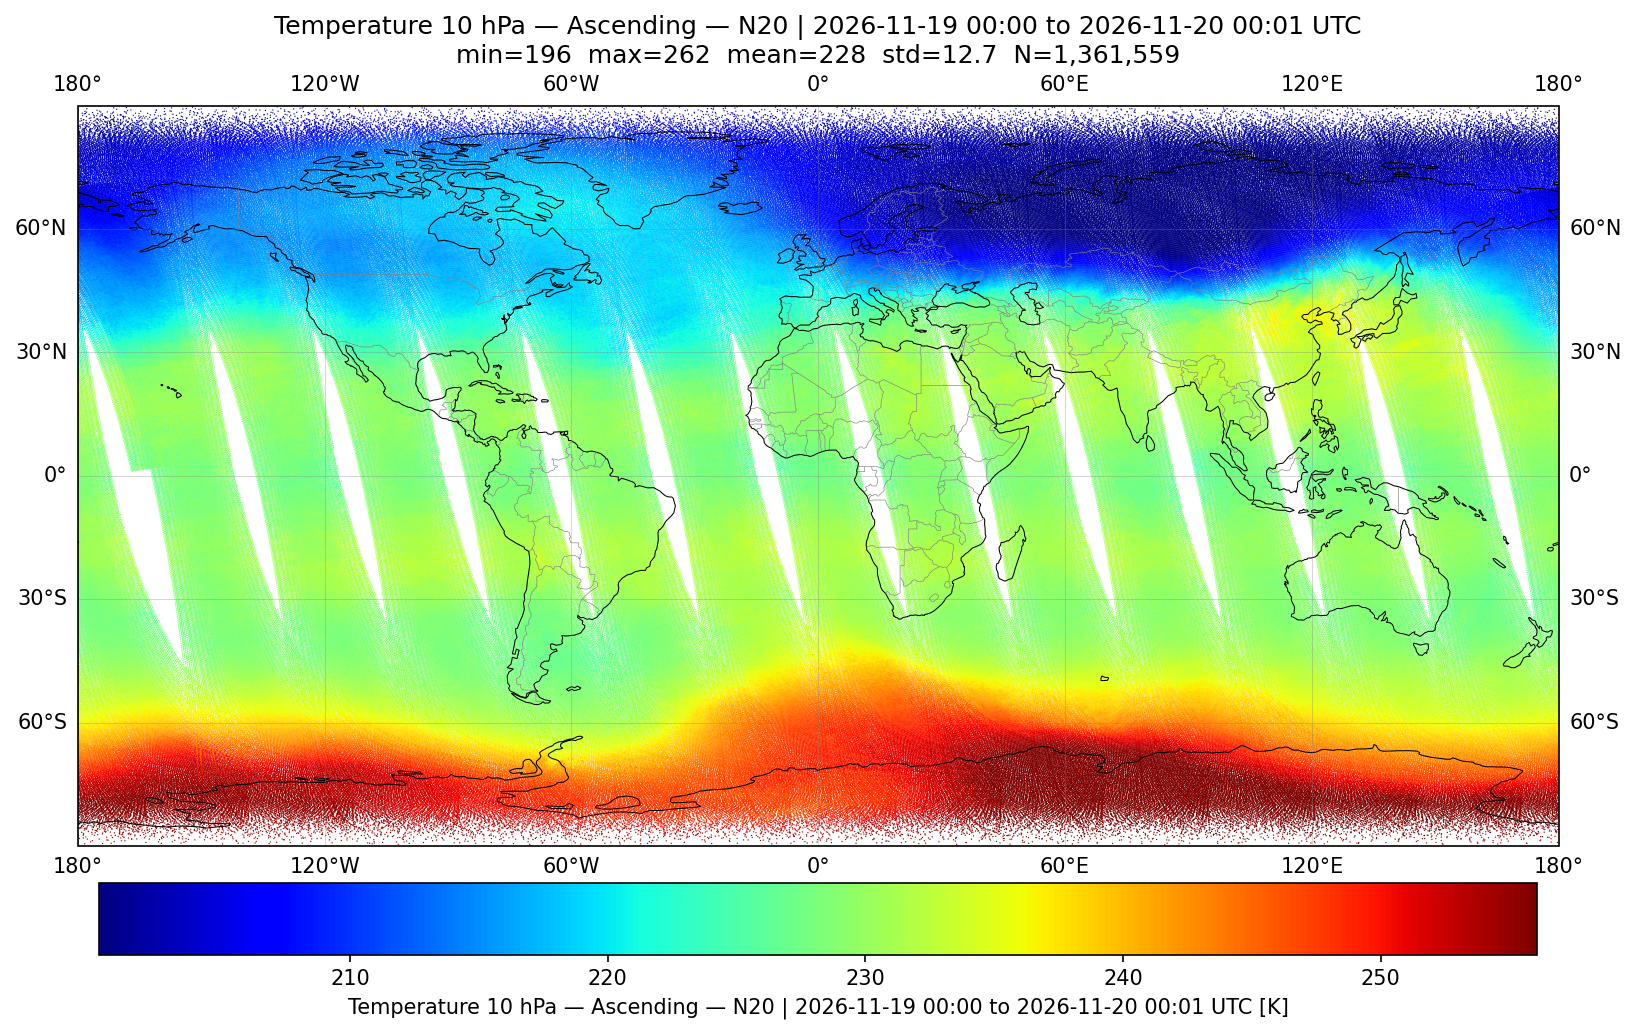 Temperature 10 hPa — Ascending — N20 | 2026-11-19 00:00 to 2026-11-20 00:01 UTC
min=196  max=262  mean=228  std=12.7  N=1,361,559
180° 120°W 60°W 0° 60°E 120°E 180°
60°N 60°N
30°N 30°N
0° 0°
30°S 30°S
60°S 60°S
180° 120°W 60°W 0° 60°E 120°E 180°
210 220 230 240 250
Temperature 10 hPa — Ascending — N20 | 2026-11-19 00:00 to 2026-11-20 00:01 UTC [K]